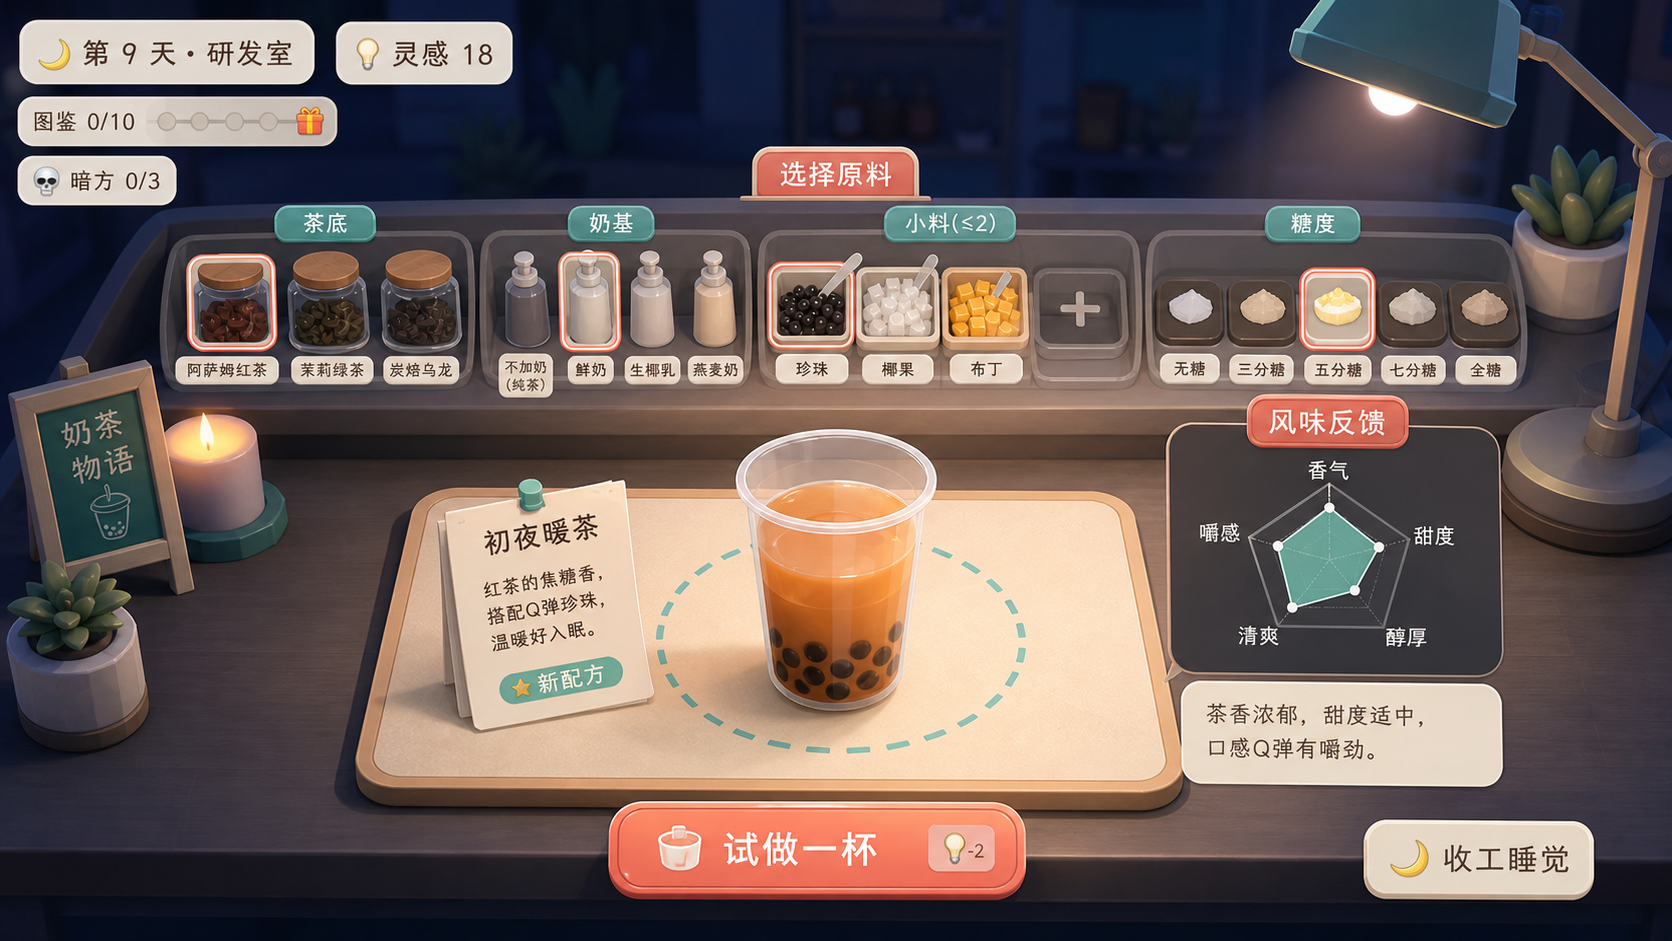 第 9 天·研发室
灵感 18
图鉴 0/10
暗方 0/3
选择原料
茶底
奶基
小料(≤2)
糖度
阿萨姆红茶
茉莉绿茶
炭焙乌龙
不加奶
(纯茶)
鲜奶
生椰乳
燕麦奶
珍珠
椰果
布丁
无糖
三分糖
五分糖
七分糖
全糖
奶茶
物语
初夜暖茶
红茶的焦糖香，
搭配Q弹珍珠，
温暖好入眠。
新配方
风味反馈
香气
嚼感
甜度
清爽
醇厚
茶香浓郁，甜度适中，
口感Q弹有嚼劲。
试做一杯
-2
收工睡觉